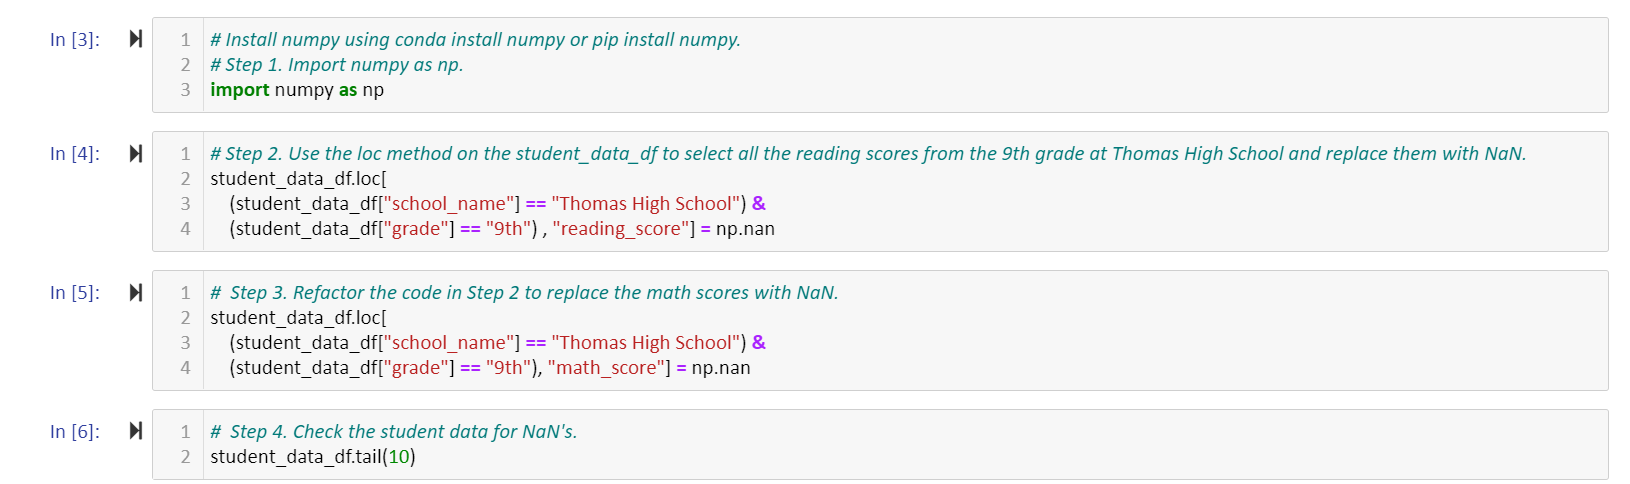 In [3]:
1 # Install numpy using conda install numpy or pip install numpy.
2 # Step 1. Import numpy as np.
3 import numpy as np
In [4]:
1 # Step 2. Use the loc method on the student_data_df to select all the reading scores from the 9th grade at Thomas High School and replace them with NaN.
2 student_data_df.loc[
3 (student_data_df["school_name"] == "Thomas High School") &
4 (student_data_df["grade"] == "9th") , "reading_score"] = np.nan
In [5]:
1 #  Step 3. Refactor the code in Step 2 to replace the math scores with NaN.
2 student_data_df.loc[
3 (student_data_df["school_name"] == "Thomas High School") &
4 (student_data_df["grade"] == "9th"), "math_score"] = np.nan
In [6]:
1 #  Step 4. Check the student data for NaN's.
2 student_data_df.tail(10)